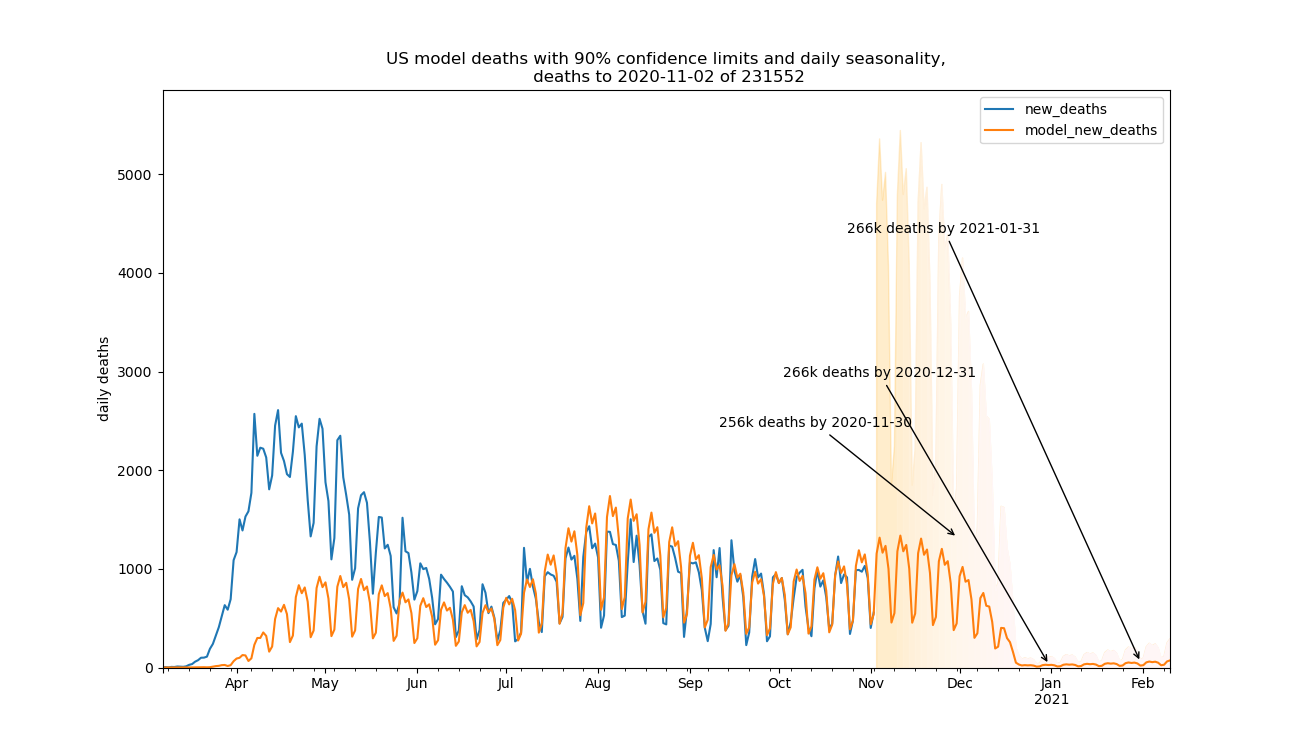 US model deaths with 90% confidence limits and daily seasonality,
deaths to 2020-11-02 of 231552
new_deaths
model_new_deaths
daily deaths
5000
4000
3000
2000
1000
0
266k deaths by 2021-01-31
266k deaths by 2020-12-31
256k deaths by 2020-11-30
Apr May Jun Jul Aug Sep Oct Nov Dec Jan Feb
2021